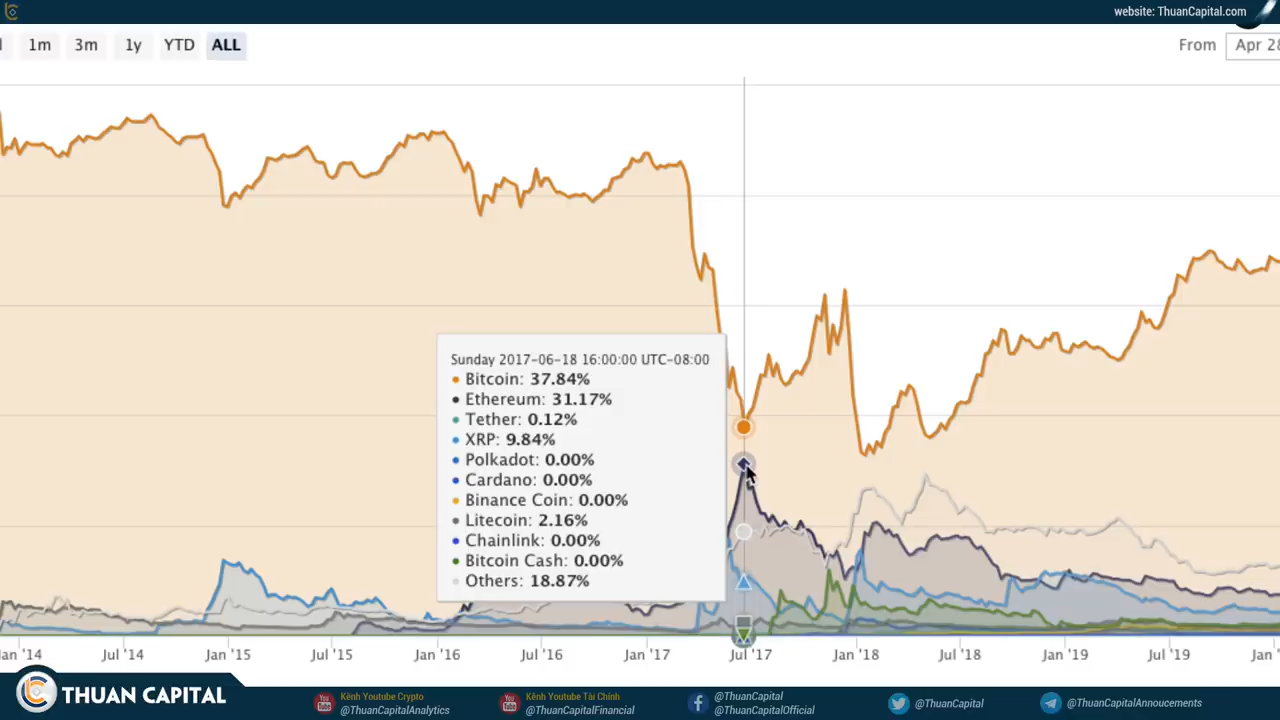 website: ThuanCapital.com
1m 3m 1y YTD ALL
From Apr 28
Sunday 2017-06-18 16:00:00 UTC-08:00
Bitcoin: 37.84%
Ethereum: 31.17%
Tether: 0.12%
XRP: 9.84%
Polkadot: 0.00%
Cardano: 0.00%
Binance Coin: 0.00%
Litecoin: 2.16%
Chainlink: 0.00%
Bitcoin Cash: 0.00%
Others: 18.87%
Jan '14 Jul '14 Jan '15 Jul '15 Jan '16 Jul '16 Jan '17 Jul '17 Jan '18 Jul '18 Jan '19 Jul '19 Jan '
THUAN CAPITAL
Kênh Youtube Crypto
@ThuanCapitalAnalytics
Kênh Youtube Tài Chính
@ThuanCapitalFinancial
@ThuanCapital
@ThuanCapitalOfficial
@ThuanCapital
@ThuanCapitalAnnoucements